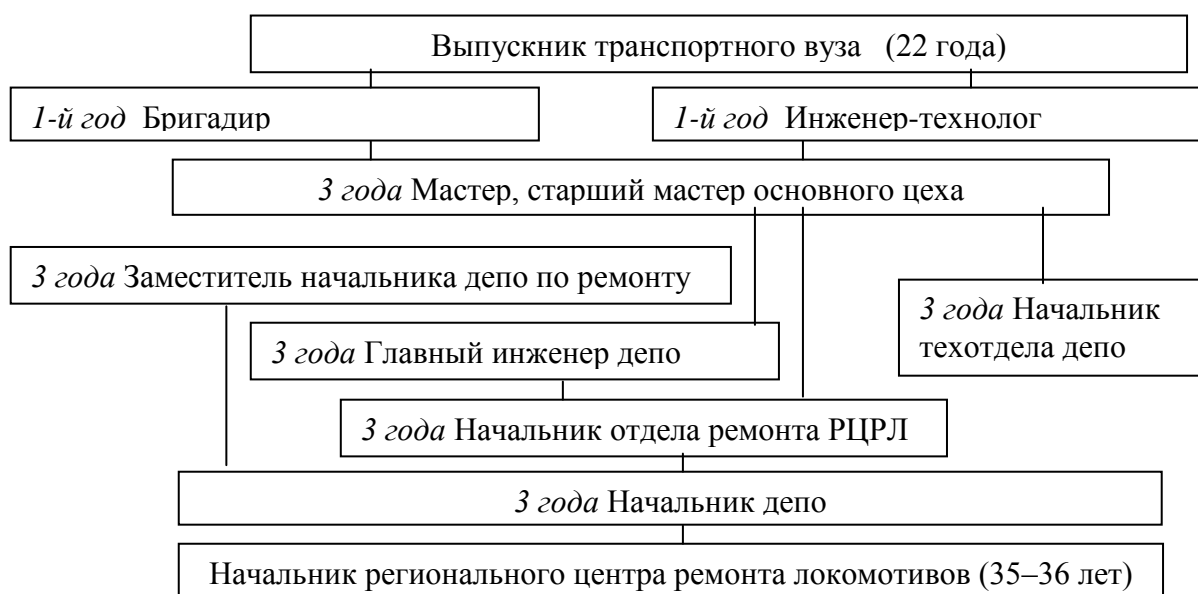 Выпускник транспортного вуза (22 года)
1-й год Бригадир
1-й год Инженер-технолог
3 года Мастер, старший мастер основного цеха
3 года Заместитель начальника депо по ремонту
3 года Начальник
техотдела депо
3 года Главный инженер депо
3 года Начальник отдела ремонта РЦРЛ
3 года Начальник депо
Начальник регионального центра ремонта локомотивов (35–36 лет)